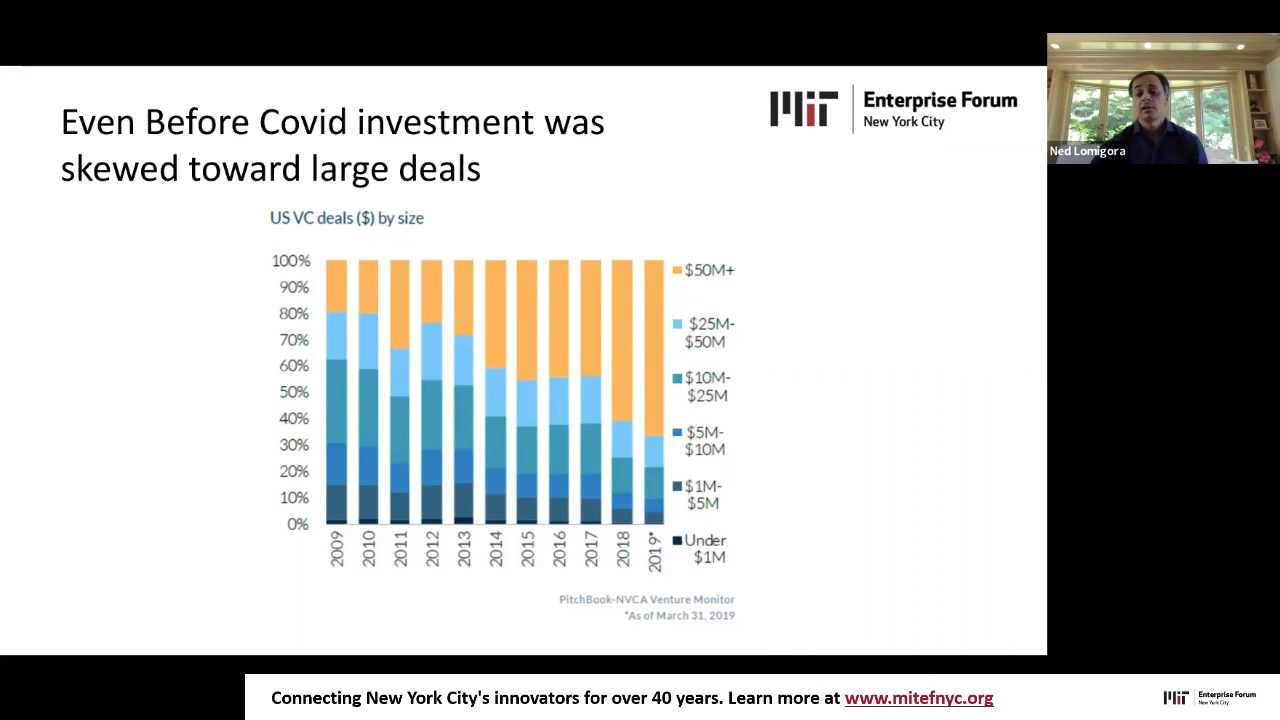 Even Before Covid investment was
skewed toward large deals
MIT Enterprise Forum
New York City
Ned Lomigora
US VC deals ($) by size
100%
90%
80%
70%
60%
50%
40%
30%
20%
10%
0%
2009
2010
2011
2012
2013
2014
2015
2016
2017
2018
2019*
$50M+
$25M-
$50M
$10M-
$25M
$5M-
$10M
$1M-
$5M
Under
$1M
PitchBook-NVCA Venture Monitor
*As of March 31, 2019
Connecting New York City's innovators for over 40 years. Learn more at www.mitefnyc.org
MIT Enterprise Forum
New York City